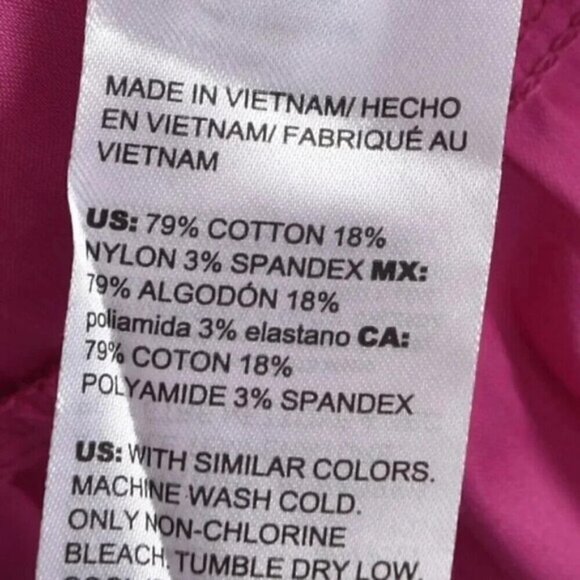 MADE IN VIETNAM/ HECHO
EN VIETNAM/ FABRIQUÉ AU
VIETNAM
US: 79% COTTON 18%
NYLON 3% SPANDEX MX:
79% ALGODÓN 18%
poliamida 3% elastano CA:
79% COTON 18%
POLYAMIDE 3% SPANDEX
US: WITH SIMILAR COLORS.
MACHINE WASH COLD.
ONLY NON-CHLORINE
BLEACH. TUMBLE DRY LOW.